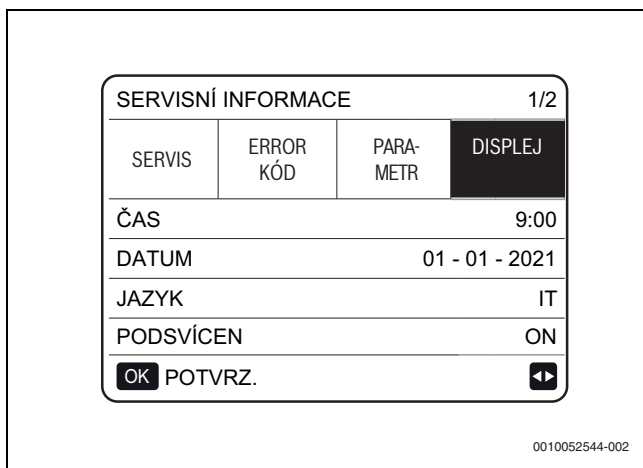 SERVISNÍ INFORMACE 1/2
SERVIS ERROR KÓD PARA-METR DISPLEJ
ČAS 9:00
DATUM 01 - 01 - 2021
JAZYK IT
PODSVÍCEN ON
OK POTVRZ.
0010052544-002